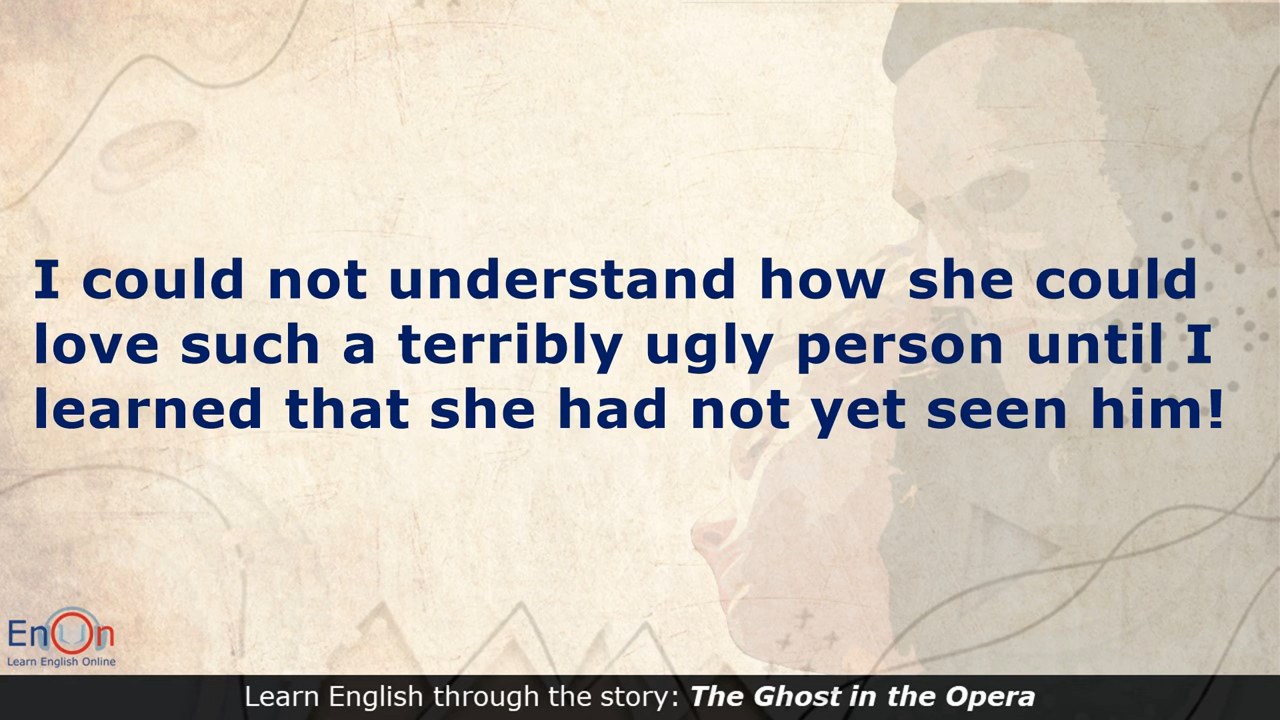 I could not understand how she could
love such a terribly ugly person until I
learned that she had not yet seen him!
EnOn
Learn English Online
Learn English through the story: The Ghost in the Opera